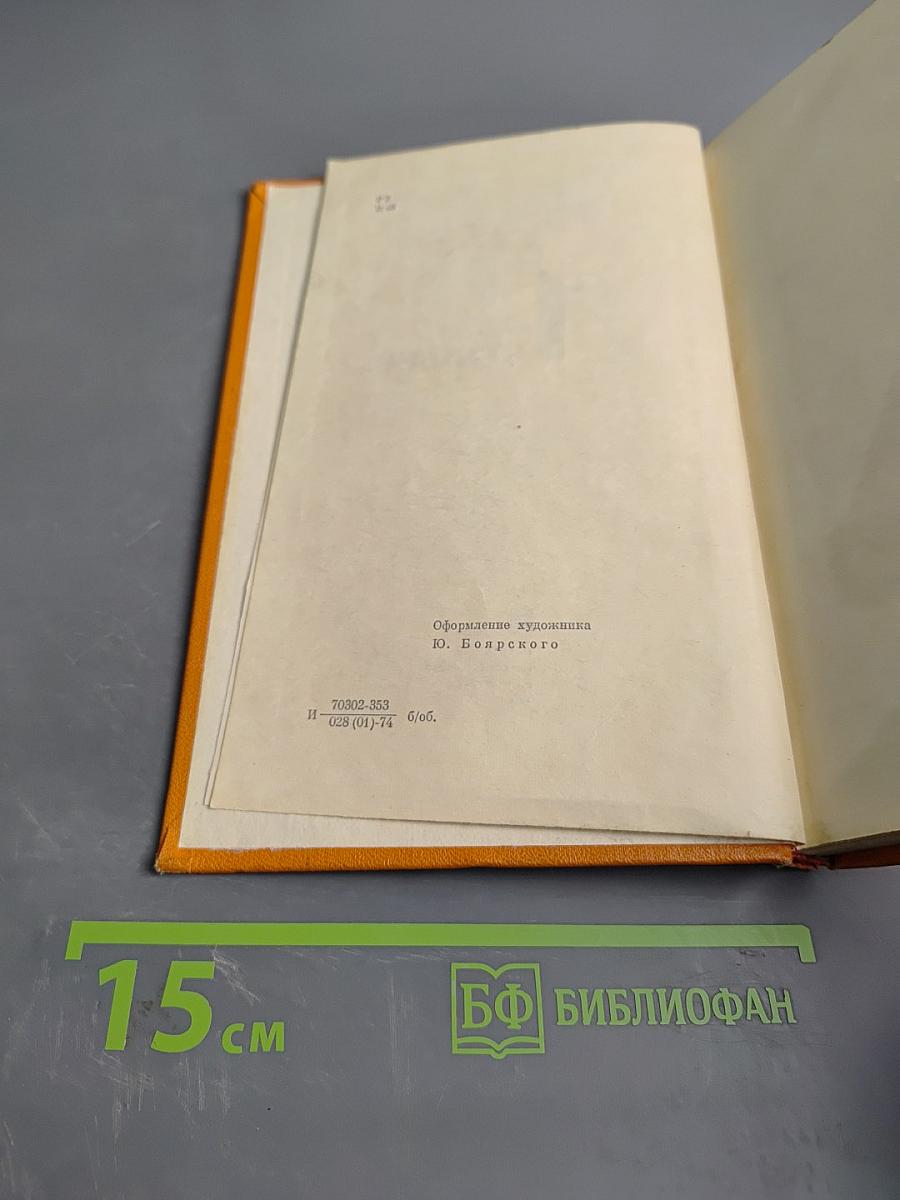 Оформление художника
Ю. Боярского
И 70302-353
028 (01)-74 б/об.
15 см
БФ БИБЛИОФАН